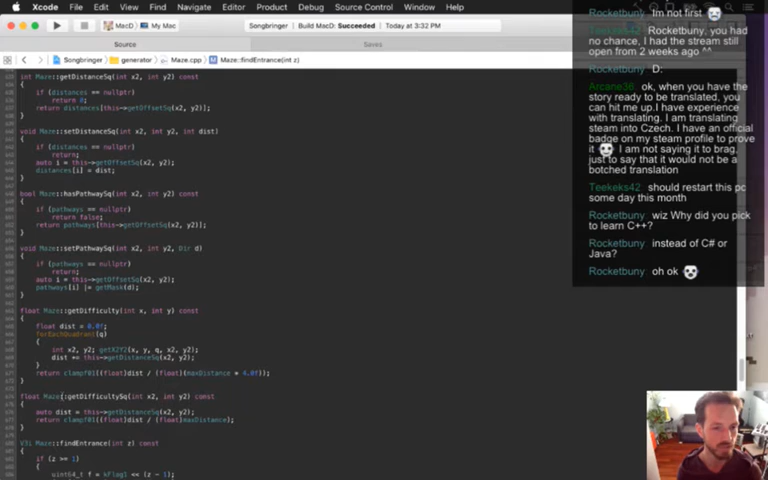 Xcode File Edit View Find Navigate Editor Product Debug Source Control Window
MacD My Mac Songbringer Build MacD: Succeeded Today at 3:32 PM
Source Saves
Songbringer generator Maze.cpp Maze::findEntrance(int z)
int Maze::getDistanceSq(int x2, int y2) const
{
if (distances == nullptr)
return 0;
return distances[this->getOffsetSq(x2, y2)];
}
void Maze::setDistanceSq(int x2, int y2, int dist)
{
if (distances == nullptr)
return;
auto i = this->getOffsetSq(x2, y2);
distances[i] = dist;
}
bool Maze::hasPathwaySq(int x2, int y2) const
{
if (pathways == nullptr)
return false;
return pathways[this->getOffsetSq(x2, y2)];
}
void Maze::setPathwaySq(int x2, int y2, Dir d)
{
if (pathways == nullptr)
return;
auto i = this->getOffsetSq(x2, y2);
pathways[i] |= getMask(d);
}
float Maze::getDifficulty(int x, int y) const
{
float dist = 0.0f;
forEachQuadrant(q)
{
int x2, y2; getX2Y2(x, y, q, x2, y2);
dist += this->getDistanceSq(x2, y2);
}
return clampf01((float)dist / (float)(maxDistance * 4.0f));
}
float Maze::getDifficultySq(int x2, int y2) const
{
auto dist = this->getDistanceSq(x2, y2);
return clampf01((float)dist / (float)maxDistance);
}
V3i Maze::findEntrance(int z) const
{
if (z >= 1)
{
uint64_t f = kFlag1 << (z - 1);
Rocketbuny Im not first
Teekeks42 Rocketbuny. you had
no chance, I had the stream still
open from 2 weeks ago ^^
Rocketbuny D:
Arcane36 ok, when you have the
story ready to be translated, you
can hit me up.I have experience
with translating. I am translating
steam into Czech. I have an official
badge on my steam profile to prove
it I am not saying it to brag,
just to say that it would not be a
botched translation
Teekeks42 should restart this pc
some day this month
Rocketbuny wiz Why did you pick
to learn C++?
Rocketbuny instead of C# or
Java?
Rocketbuny oh ok